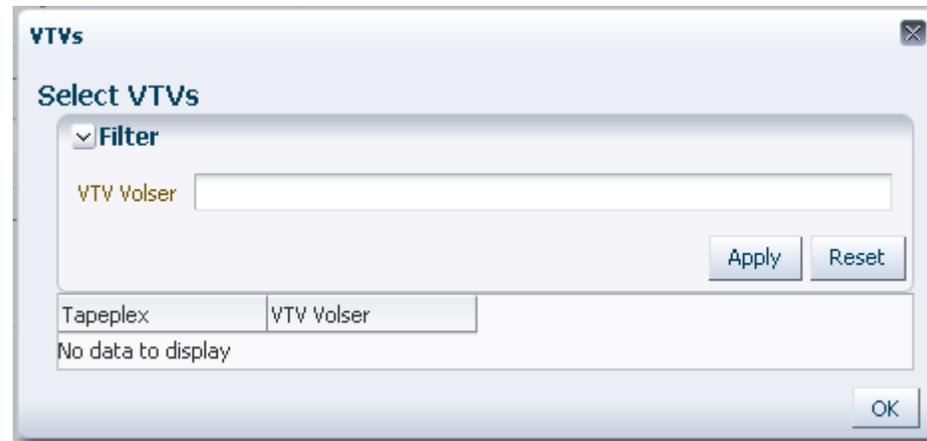 VTVs
Select VTVs
Filter
VTV Volser
Apply Reset
Tapeplex VTV Volser
No data to display
OK